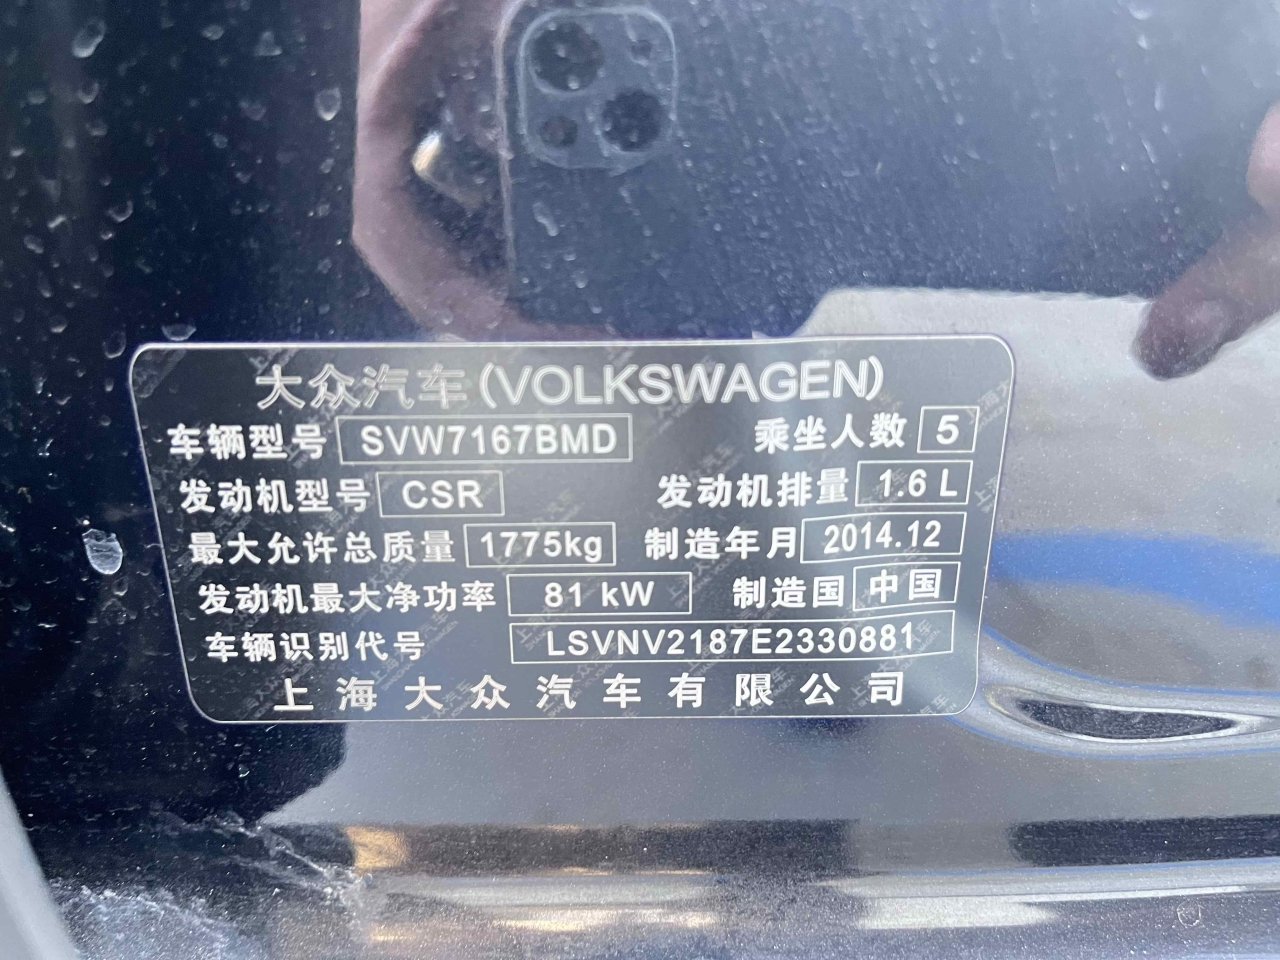 大众汽车(VOLKSWAGEN)
车辆型号 SVW7167BMD 乘坐人数 5
发动机型号 CSR 发动机排量 1.6 L
最大允许总质量 1775kg 制造年月 2014.12
发动机最大净功率 81 kW 制造国 中国
车辆识别代号 LSVNV2187E2330881
上海大众汽车有限公司